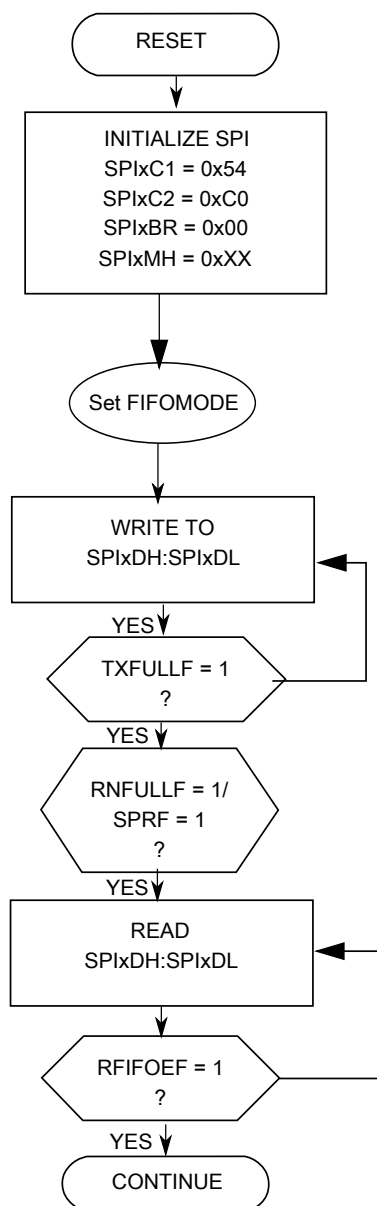 RESET
INITIALIZE SPI
SPIxC1 = 0x54
SPIxC2 = 0xC0
SPIxBR = 0x00
SPIxMH = 0xXX
Set FIFOMODE
WRITE TO
SPIxDH:SPIxDL
YES
TXFULLF = 1
?
YES
RNFULLF = 1/
SPRF = 1
?
YES
READ
SPIxDH:SPIxDL
RFIFOEF = 1
?
YES
CONTINUE